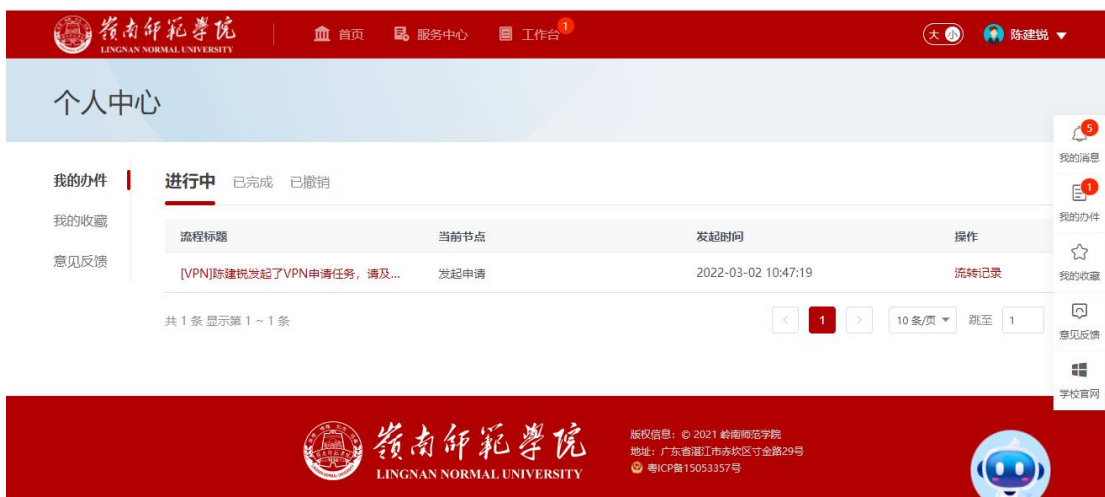 嶺南師範學院
LINGNAN NORMAL UNIVERSITY
首页 服务中心 工作台 1
大 小 陈建锐
个人中心
5
我的消息
1
我的办件
我的收藏
意见反馈
学校官网
我的办件
我的收藏
意见反馈
进行中 已完成 已撤销
流程标题 当前节点 发起时间 操作
[VPN]陈建锐发起了VPN申请任务，请及... 发起申请 2022-03-02 10:47:19 流转记录
共 1 条 显示第 1 ~ 1 条
< 1 > 10 条/页 跳至 1
嶺南師範學院
LINGNAN NORMAL UNIVERSITY
版权信息：© 2021 岭南师范学院
地址：广东省湛江市赤坎区寸金路29号
粤ICP备15053357号